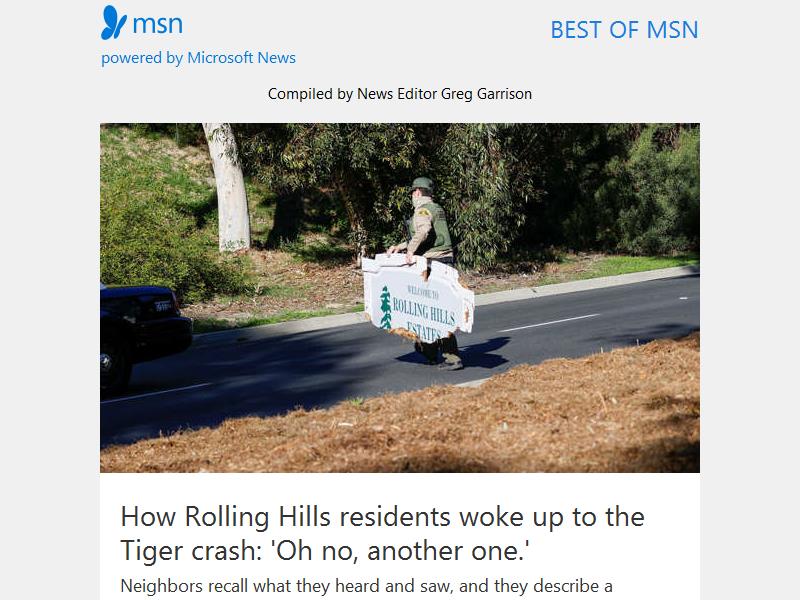 msn
BEST OF MSN
powered by Microsoft News
Compiled by News Editor Greg Garrison
WELCOME TO
ROLLING HILLS
ESTATES
How Rolling Hills residents woke up to the
Tiger crash: 'Oh no, another one.'
Neighbors recall what they heard and saw, and they describe a